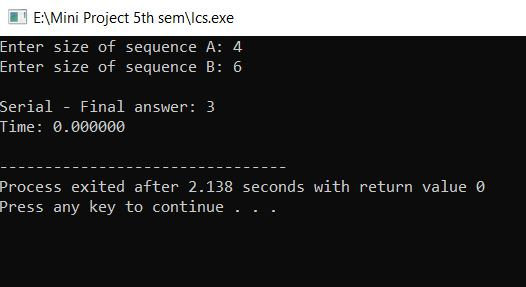 E:\Mini Project 5th sem\lcs.exe
Enter size of sequence A: 4
Enter size of sequence B: 6
Serial - Final answer: 3
Time: 0.000000
--------------------------------
Process exited after 2.138 seconds with return value 0
Press any key to continue . . .